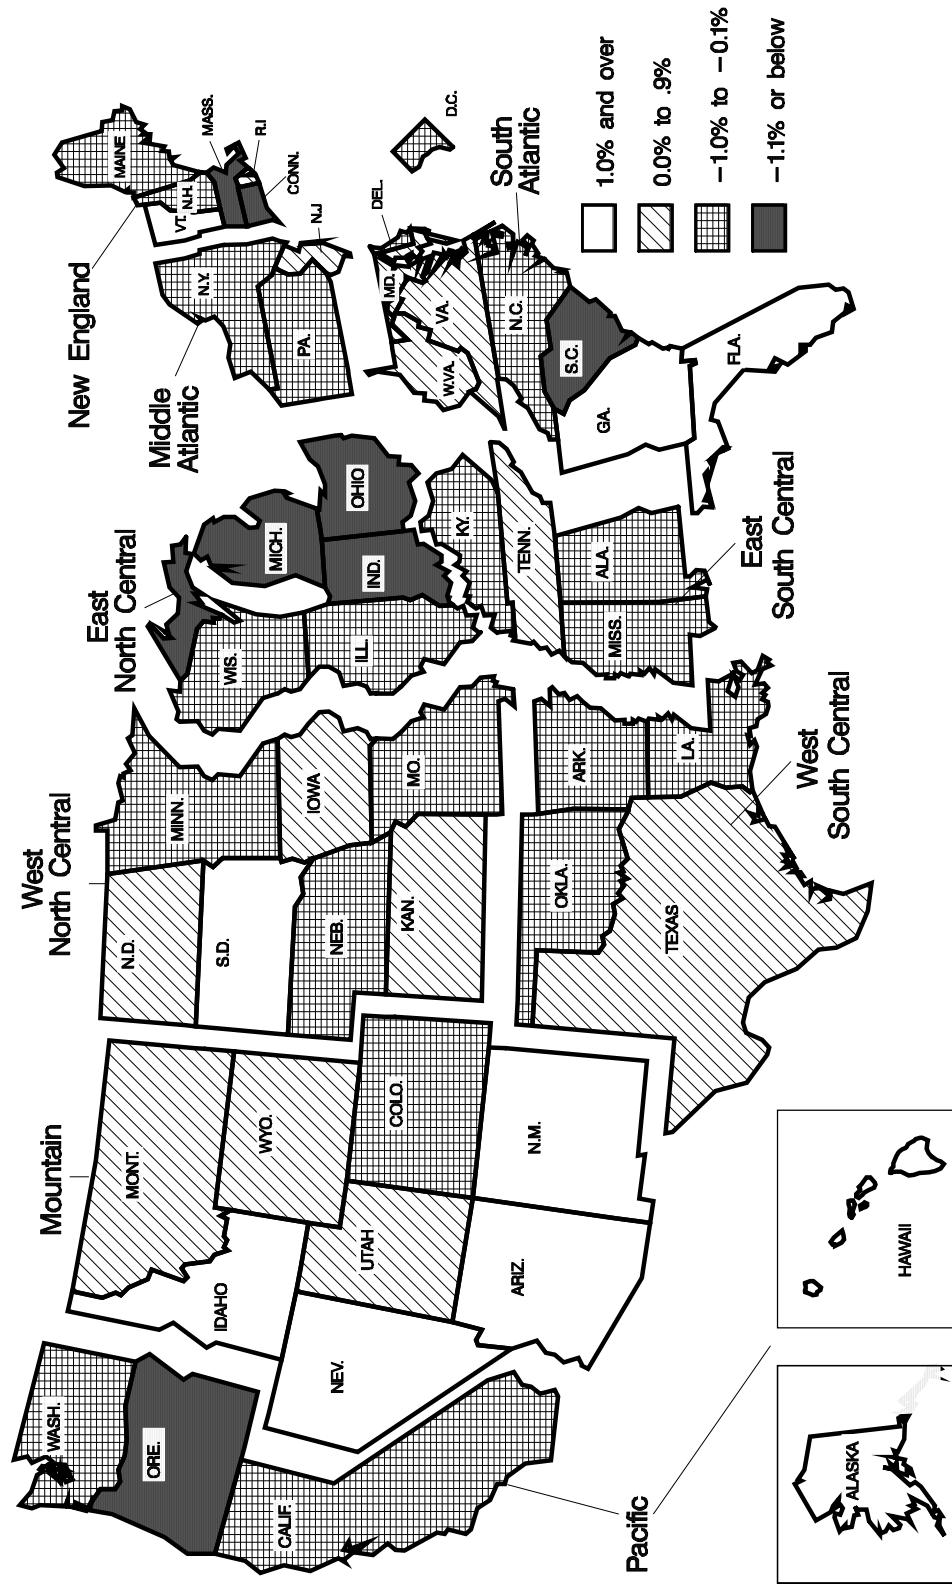 New England
Middle
Atlantic
East
North Central
West
North Central
Mountain
Pacific
South
Atlantic
East
South Central
West
South Central
WASH.
ORE.
CALIF.
NEV.
IDAHO
MONT.
WYO.
UTAH
ARIZ.
COLO.
N.M.
N.D.
S.D.
NEB.
KAN.
MINN.
IOWA
MO.
OKLA.
TEXAS
ARK.
LA.
WIS.
ILL.
MICH.
IND.
OHIO
KY.
TENN.
MISS.
ALA.
GA.
FLA.
S.C.
N.C.
VA.
W.VA.
MD.
DEL.
D.C.
PA.
N.Y.
N.J
VT.
N.H.
MAINE
MASS.
R.I
CONN.
ALASKA
HAWAII
1.0% and over
0.0% to .9%
−1.0% to −0.1%
−1.1% or below